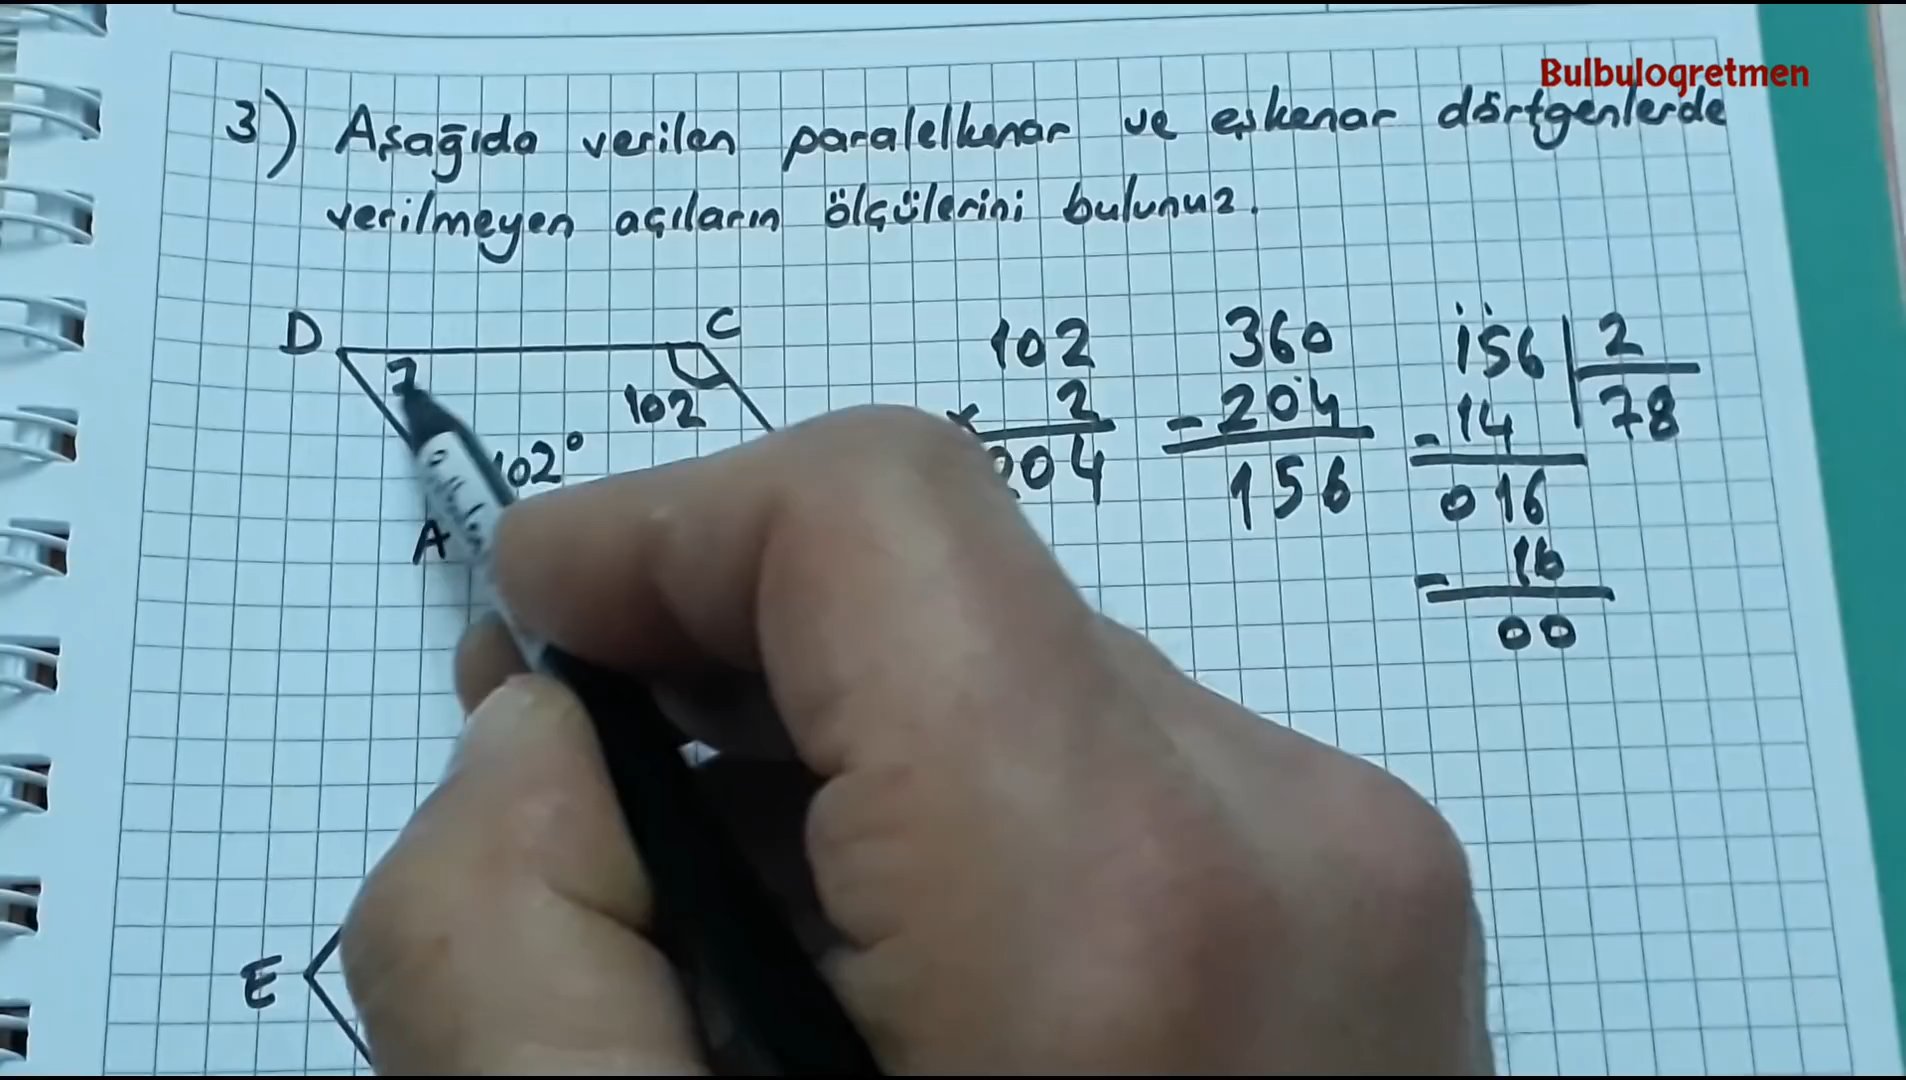 Bulbulogretmen
3) Aşağıda verilen paralelkenar ve eşkenar dörtgenlerde
verilmeyen açıların ölçülerini bulunuz.
D C
7
102
102°
A
102
x 2
204
360
- 204
156
156 | 2
78
- 14
016
- 16
00
E